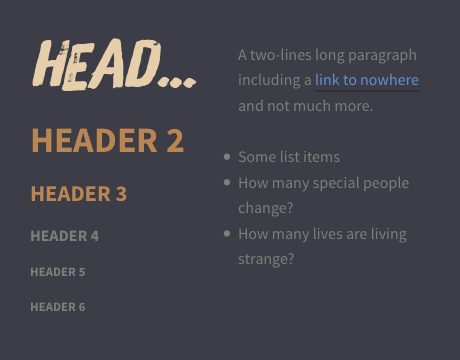 HEAD...
HEADER 2
HEADER 3
HEADER 4
HEADER 5
HEADER 6
A two-lines long paragraph
including a link to nowhere
and not much more.
Some list items
How many special people
change?
How many lives are living
strange?